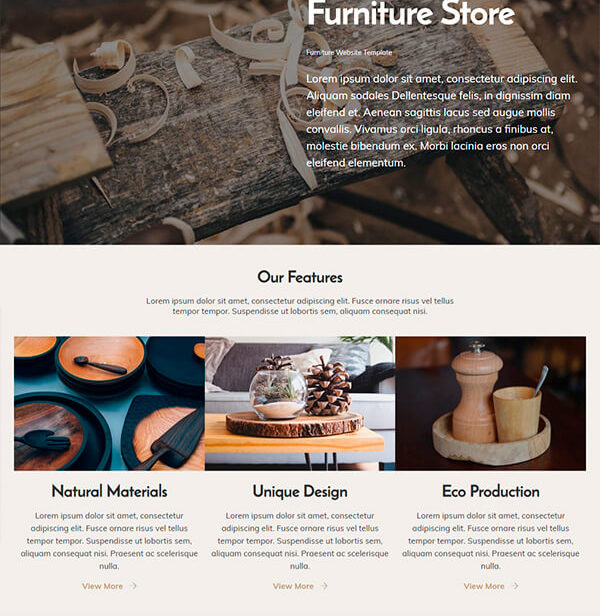 Furniture Store
Furniture Website Template
Lorem ipsum dolor sit amet, consectetur adipiscing elit.
Aliquam sodales Dellentesque felis, in dignissim diam
eleifend et. Aenean sagittis lacus sed augue mollis
convallis. Vivamus orci ligula, rhoncus a finibus at,
molestie bibendum ex. Morbi lacinia eros non orci
eleifend elementum.
Our Features
Lorem ipsum dolor sit amet, consectetur adipiscing elit. Fusce ornare risus vel tellus
tempor tempor. Suspendisse ut lobortis sem, aliquam consequat nisi.
Natural Materials
Lorem ipsum dolor sit amet, consectetur
adipiscing elit. Fusce ornare risus vel tellus
tempor tempor. Suspendisse ut lobortis sem,
aliquam consequat nisi. Praesent ac scelerisque
nulla.
View More →
Unique Design
Lorem ipsum dolor sit amet, consectetur
adipiscing elit. Fusce ornare risus vel tellus
tempor tempor. Suspendisse ut lobortis sem,
aliquam consequat nisi. Praesent ac scelerisque
nulla.
View More →
Eco Production
Lorem ipsum dolor sit amet, consectetur
adipiscing elit. Fusce ornare risus vel tellus
tempor tempor. Suspendisse ut lobortis sem,
aliquam consequat nisi. Praesent ac scelerisque
nulla.
View More →